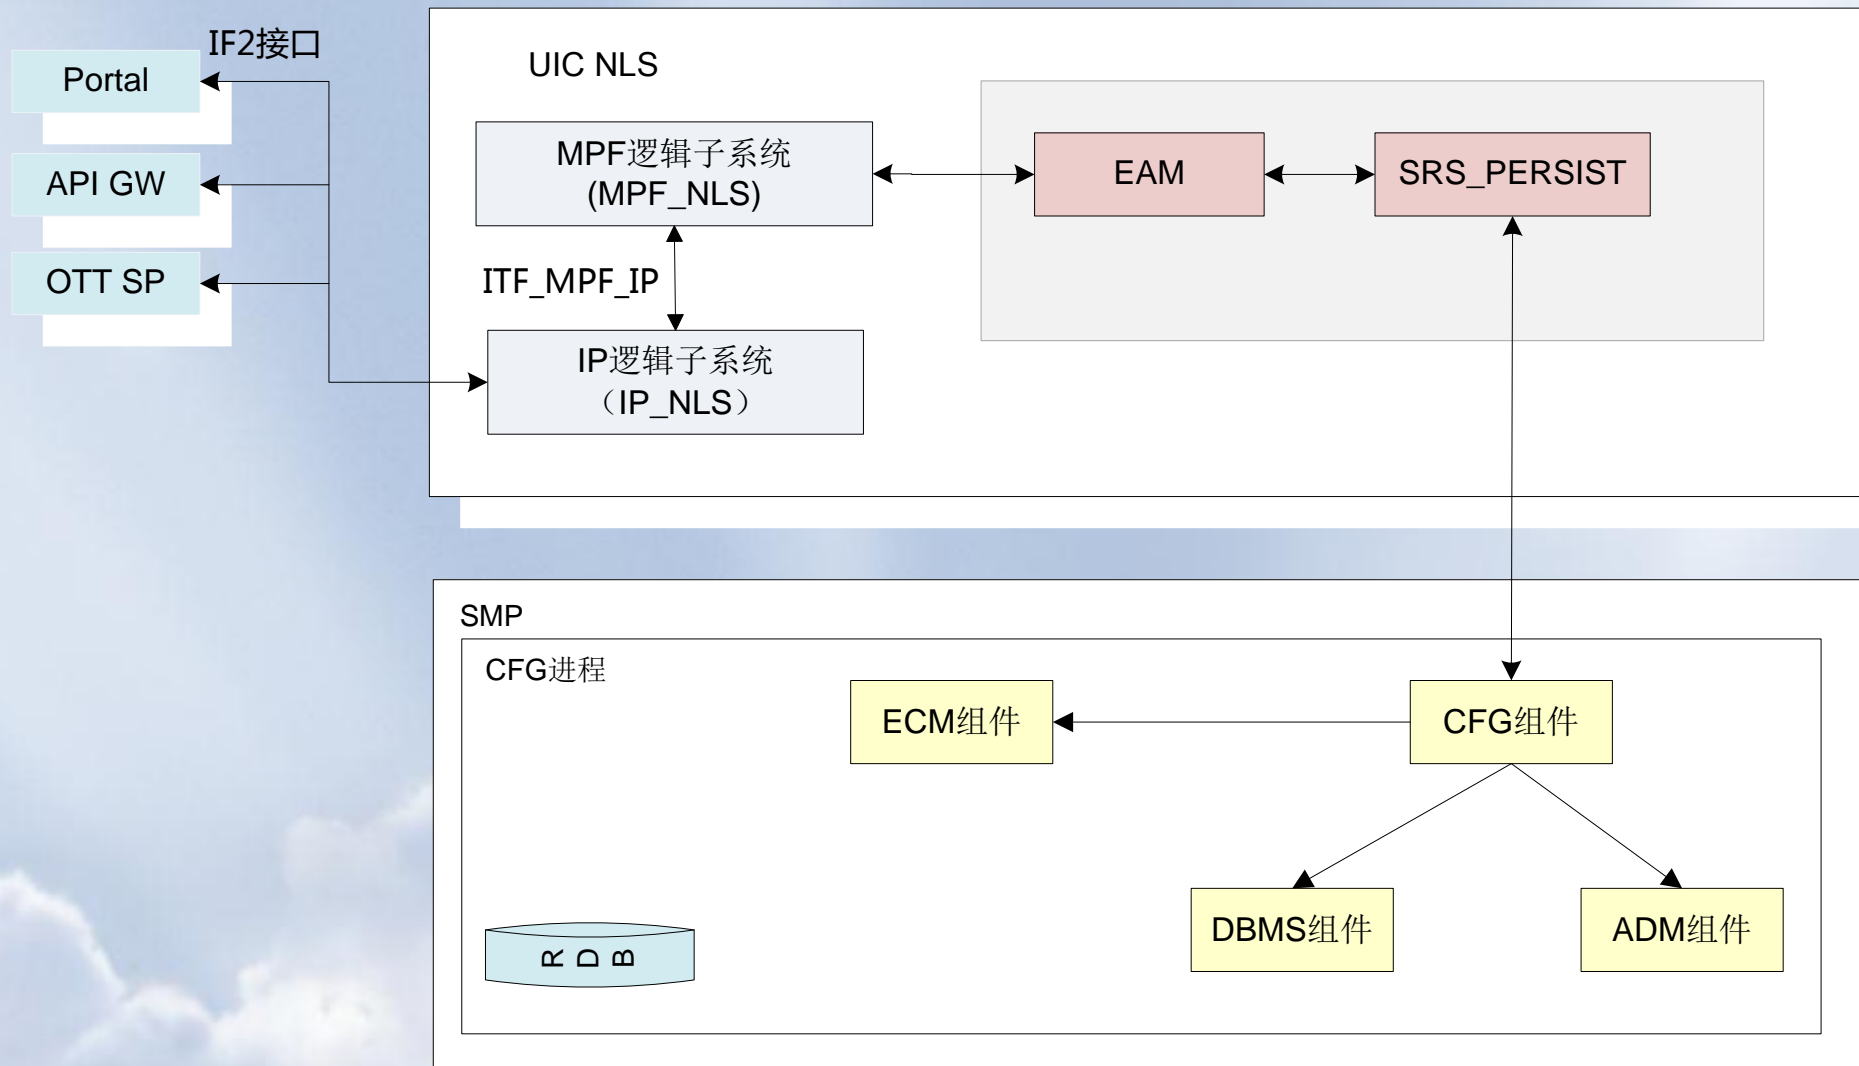 IF2接口
Portal
API GW
OTT SP
UIC NLS
MPF逻辑子系统
(MPF_NLS)
EAM
SRS_PERSIST
ITF_MPF_IP
IP逻辑子系统
（IP_NLS）
SMP
CFG进程
ECM组件
CFG组件
DBMS组件
ADM组件
RDB